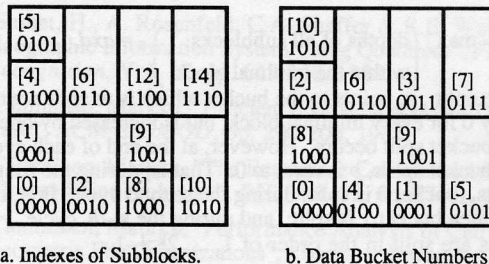 [5]
0101
[4] [6] [12] [14]
0100 0110 1100 1110
[1] [9]
0001 1001
[0] [2] [8] [10]
0000 0010 1000 1010
a. Indexes of Subblocks.
[10]
1010
[2] [6] [3] [7]
0010 0110 0011 0111
[8] [9]
1000 1001
[0] [4] [1] [5]
0000 0100 0001 0101
b. Data Bucket Numbers